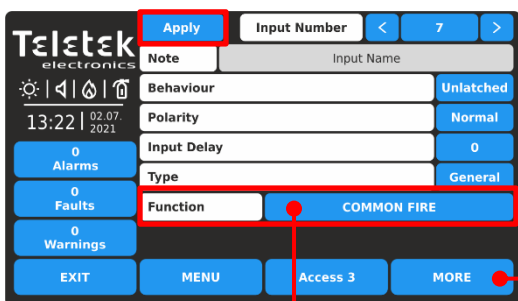 Teletek
electronics
Apply
Input Number
<
7
>
Note
Input Name
Behaviour
Unlatched
Polarity
Normal
13:22
02.07.
2021
Input Delay
0
0
Alarms
Type
General
0
Faults
Function
COMMON FIRE
0
Warnings
EXIT
MENU
Access 3
MORE